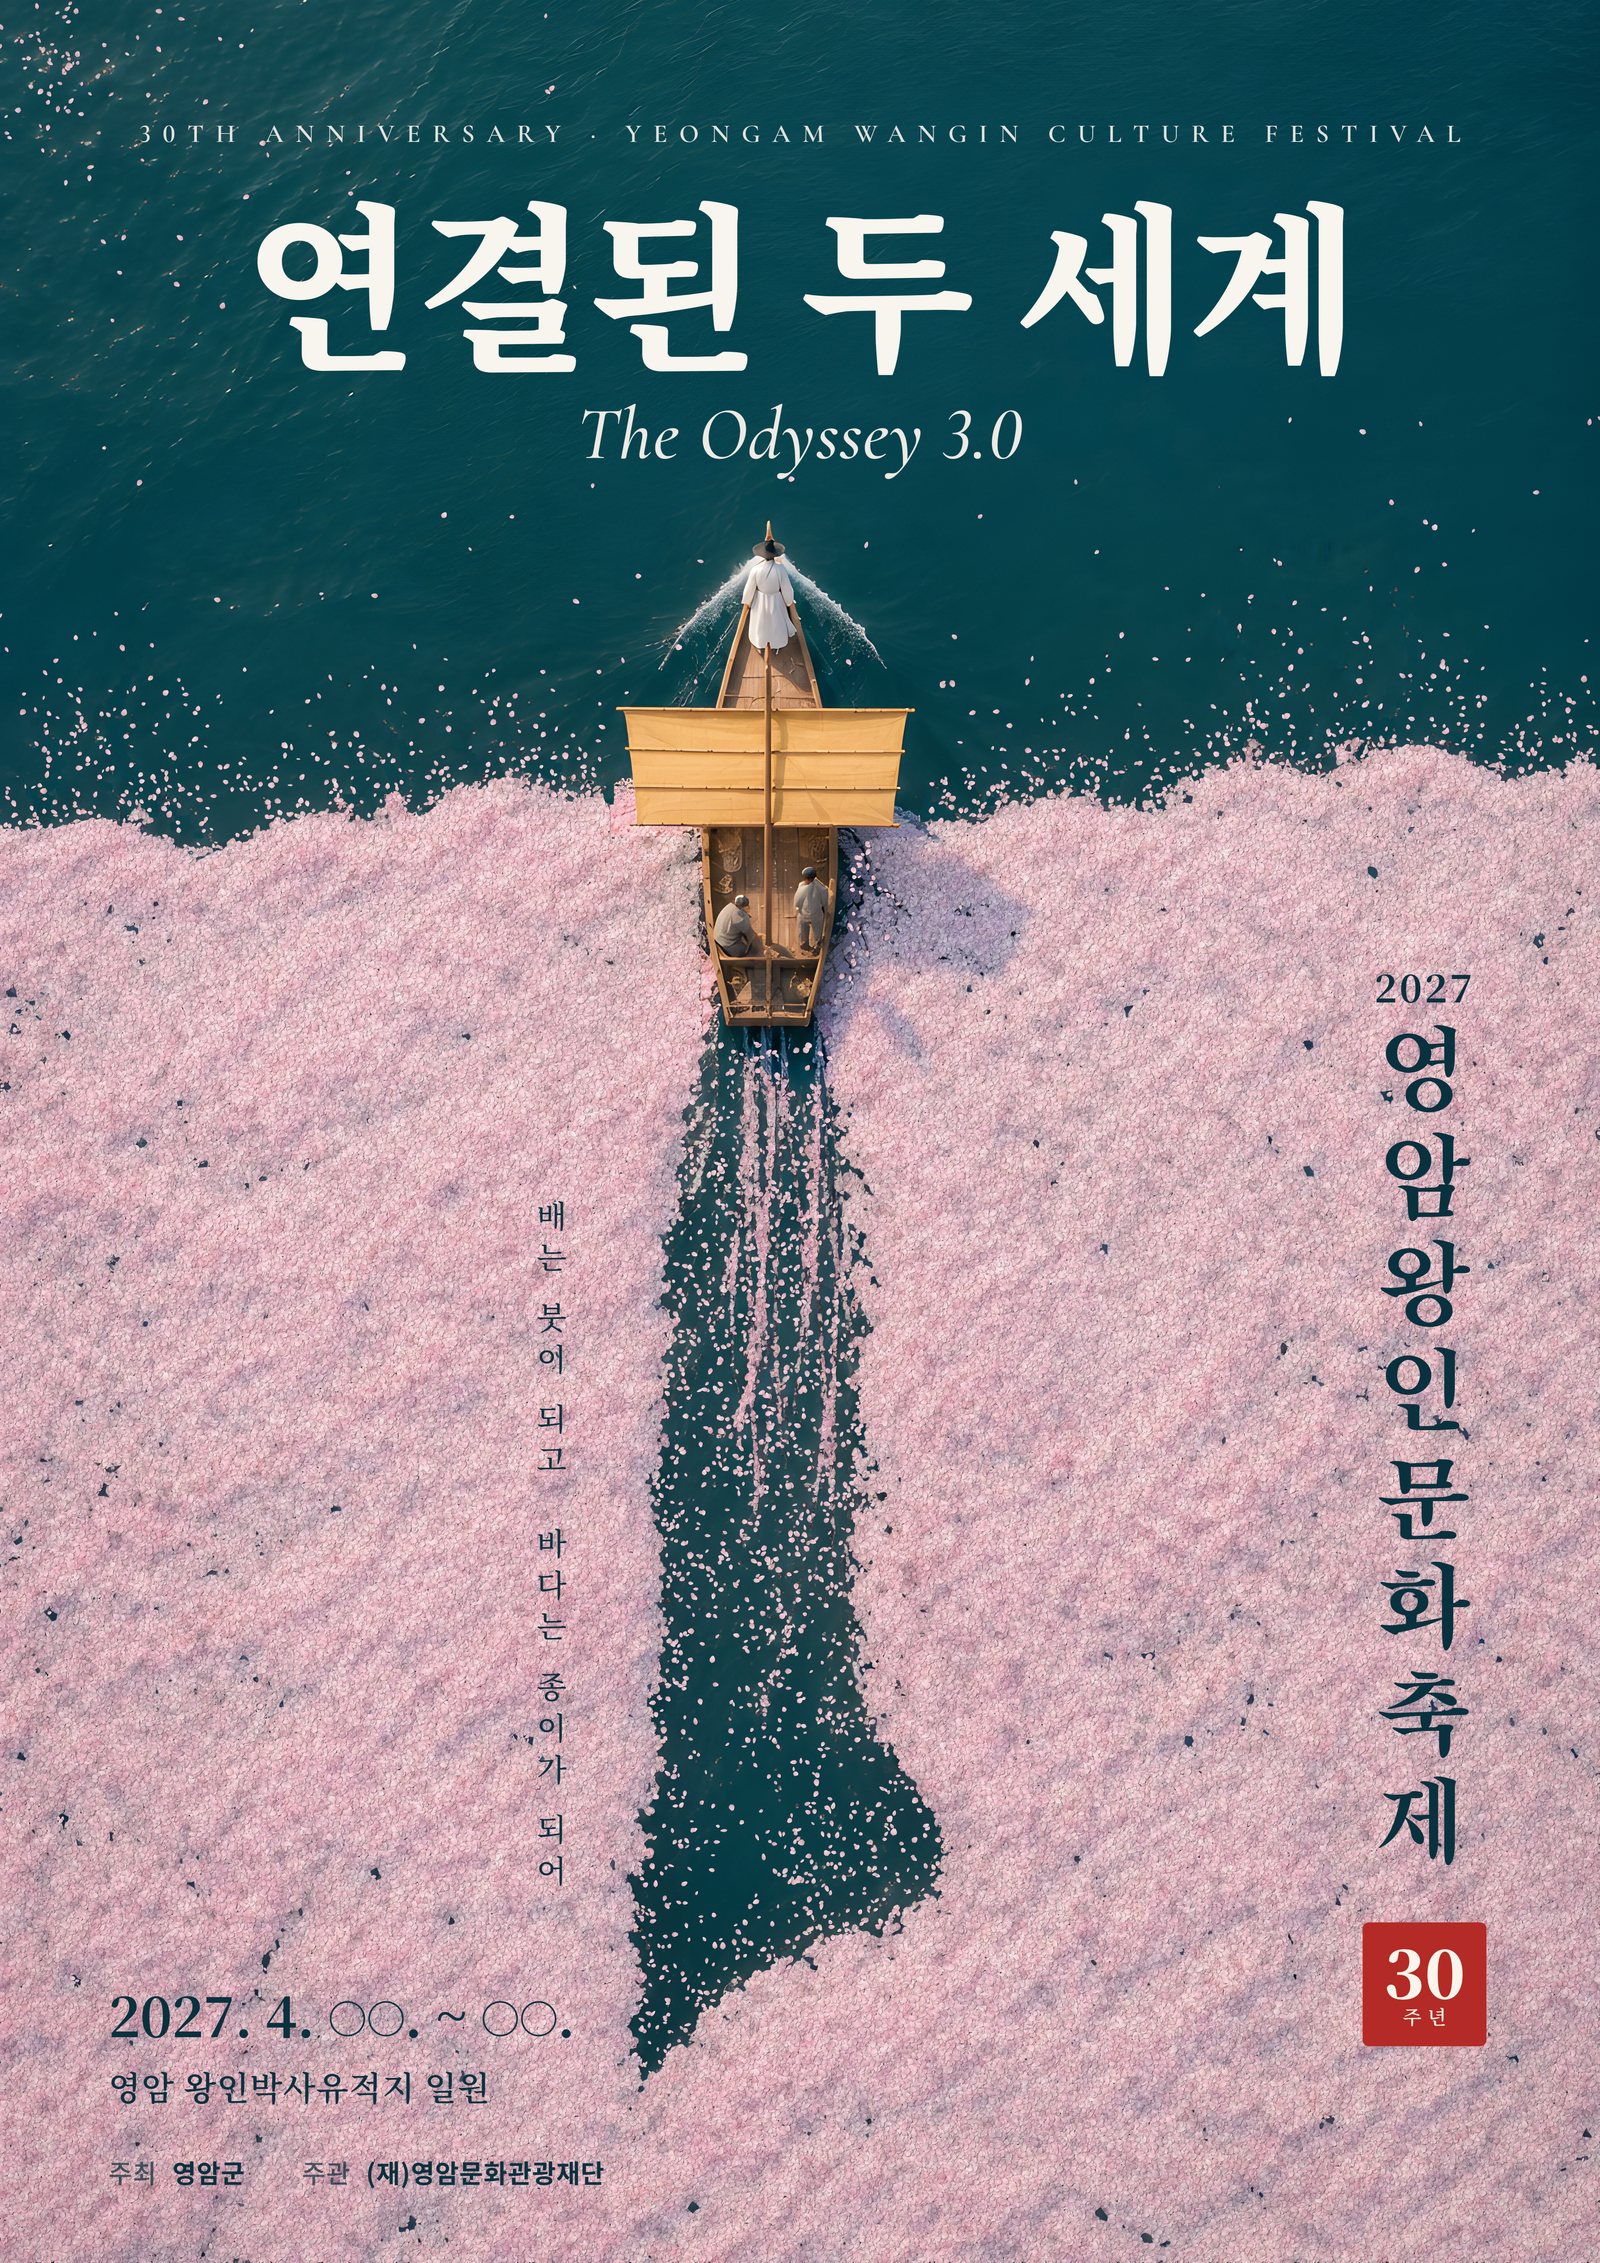 30TH ANNIVERSARY · YEONGAM WANGIN CULTURE FESTIVAL
연결된 두 세계
The Odyssey 3.0
2027
영암왕인문화축제
30
주년
배는 붓이 되고 바다는 종이가 되어
2027. 4. ○○. ~ ○○.
영암 왕인박사유적지 일원
주최 영암군 주관 (재)영암문화관광재단